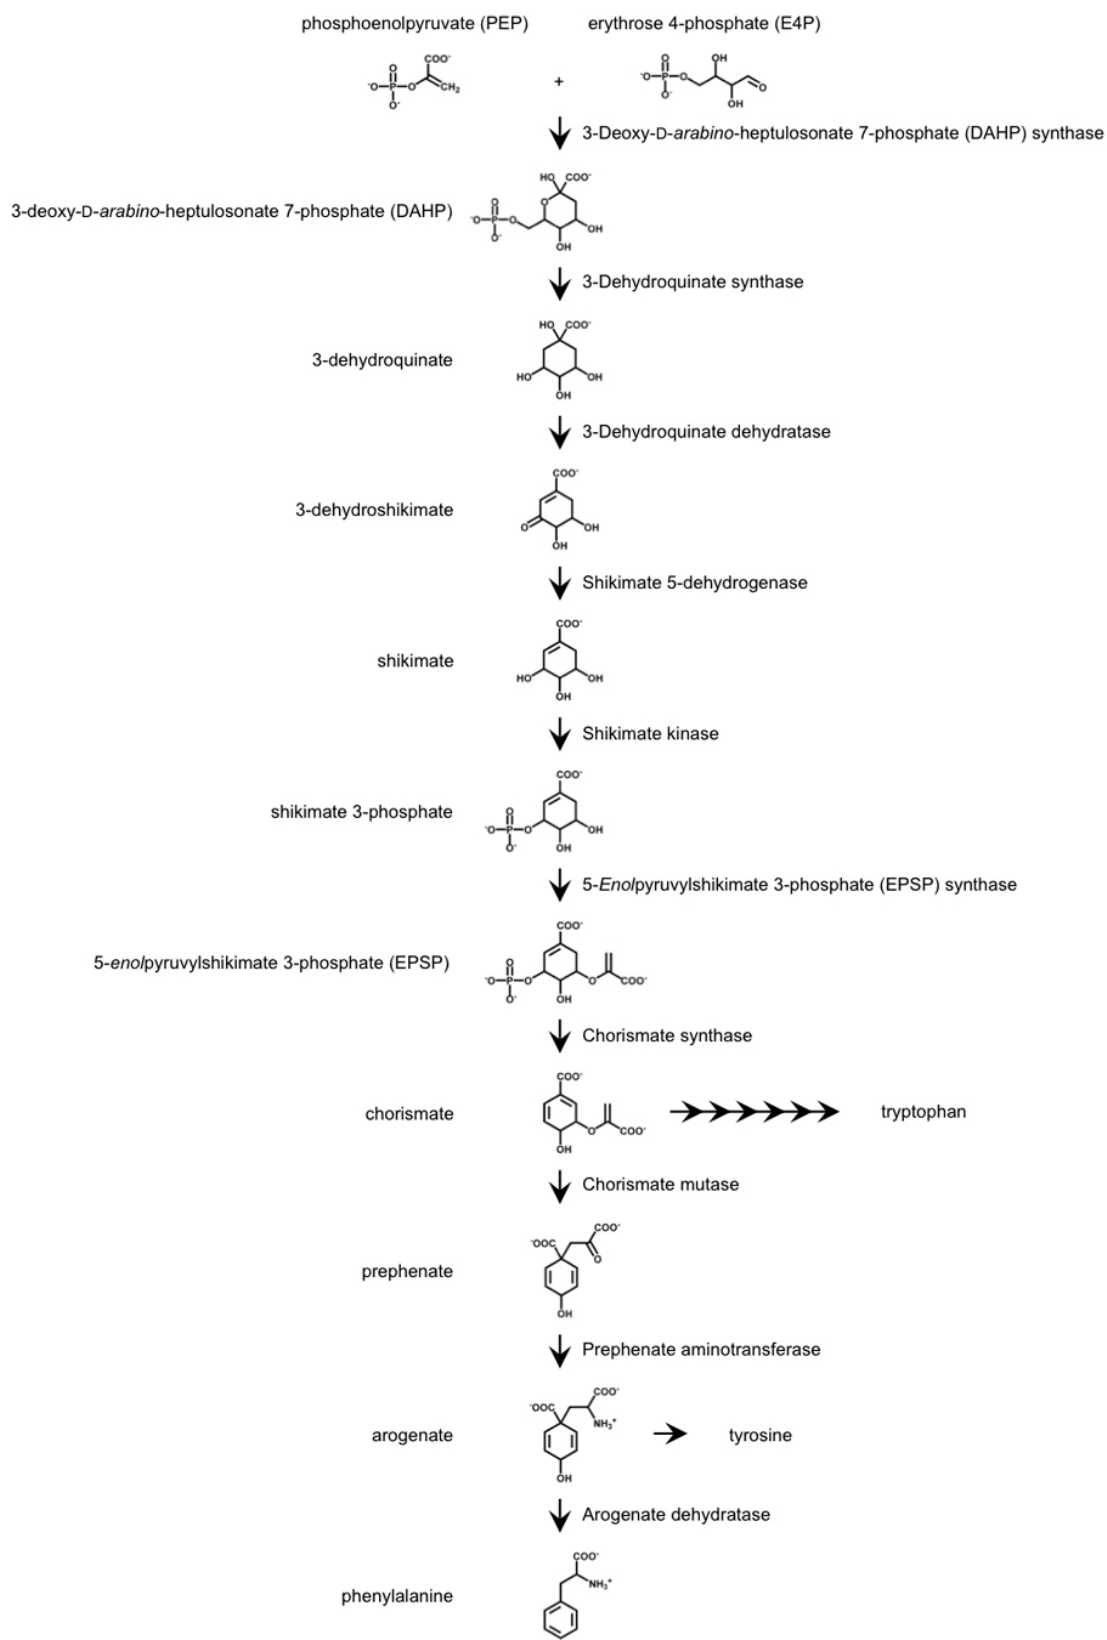 phosphoenolpyruvate (PEP) erythrose 4-phosphate (E4P)
O COO⁻ OH
⁻O-P-O CH₂ + ⁻O-P-O O
O⁻ O⁻ OH
3-Deoxy-D-arabino-heptulosonate 7-phosphate (DAHP) synthase
HO COO⁻
3-deoxy-D-arabino-heptulosonate 7-phosphate (DAHP) ⁻O-P-O O OH
O O⁻ OH
3-Dehydroquinate synthase
HO COO⁻
3-dehydroquinate
HO OH
OH
3-Dehydroquinate dehydratase
COO⁻
3-dehydroshikimate
O OH
OH
Shikimate 5-dehydrogenase
COO⁻
shikimate
HO OH
OH
Shikimate kinase
COO⁻
shikimate 3-phosphate O
⁻O-P-O OH
O⁻ OH
5-Enolpyruvylshikimate 3-phosphate (EPSP) synthase
COO⁻
5-enolpyruvylshikimate 3-phosphate (EPSP) O
⁻O-P-O O COO⁻
O⁻ OH
Chorismate synthase
COO⁻
chorismate tryptophan
O COO⁻
OH
Chorismate mutase
COO⁻
⁻OOC O
prephenate
OH
Prephenate aminotransferase
COO⁻
⁻OOC NH₃⁺
arogenate tyrosine
OH
Arogenate dehydratase
COO⁻
NH₃⁺
phenylalanine